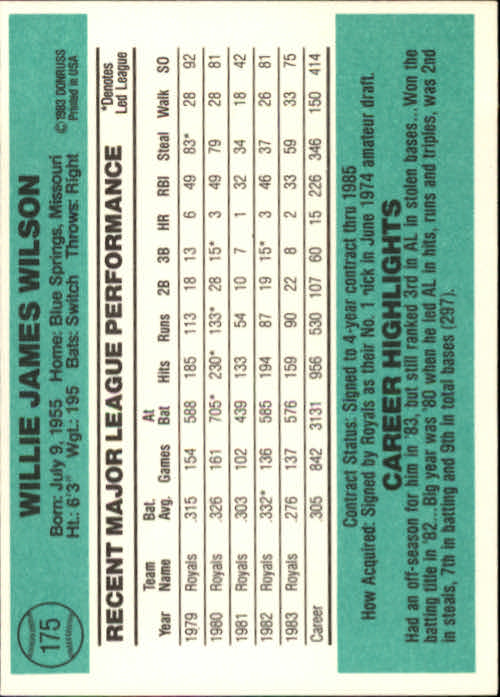 175
WILLIE JAMES WILSON
Born: July 9, 1955 Home: Blue Springs, Missouri
Ht.: 6'3" Wgt.: 195 Bats: Switch Throws: Right
© 1983 DONRUSS
Printed in USA
RECENT MAJOR LEAGUE PERFORMANCE
*Denotes
Led League
Year Team Name Bat. Avg. Games At Bat Hits Runs 2B 3B HR RBI Steal Walk SO
1979 Royals .315 154 588 185 113 18 13 6 49 83* 28 92
1980 Royals .326 161 705* 230* 133* 28 15* 3 49 79 28 81
1981 Royals .303 102 439 133 54 10 7 1 32 34 18 42
1982 Royals .332* 136 585 194 87 19 15* 3 46 37 26 81
1983 Royals .276 137 576 159 90 22 8 2 33 59 33 75
Career .305 842 3131 956 530 107 60 15 226 346 150 414
Contract Status: Signed to 4-year contract thru 1985
How Acquired: Signed by Royals as their No. 1 pick in June 1974 amateur draft.
CAREER HIGHLIGHTS
Had an off-season for him in '83, but still ranked 3rd in AL in stolen bases... Won the
batting title in '82...Big year was '80 when he led AL in hits, runs and triples, was 2nd
in steals, 7th in batting and 9th in total bases (297).